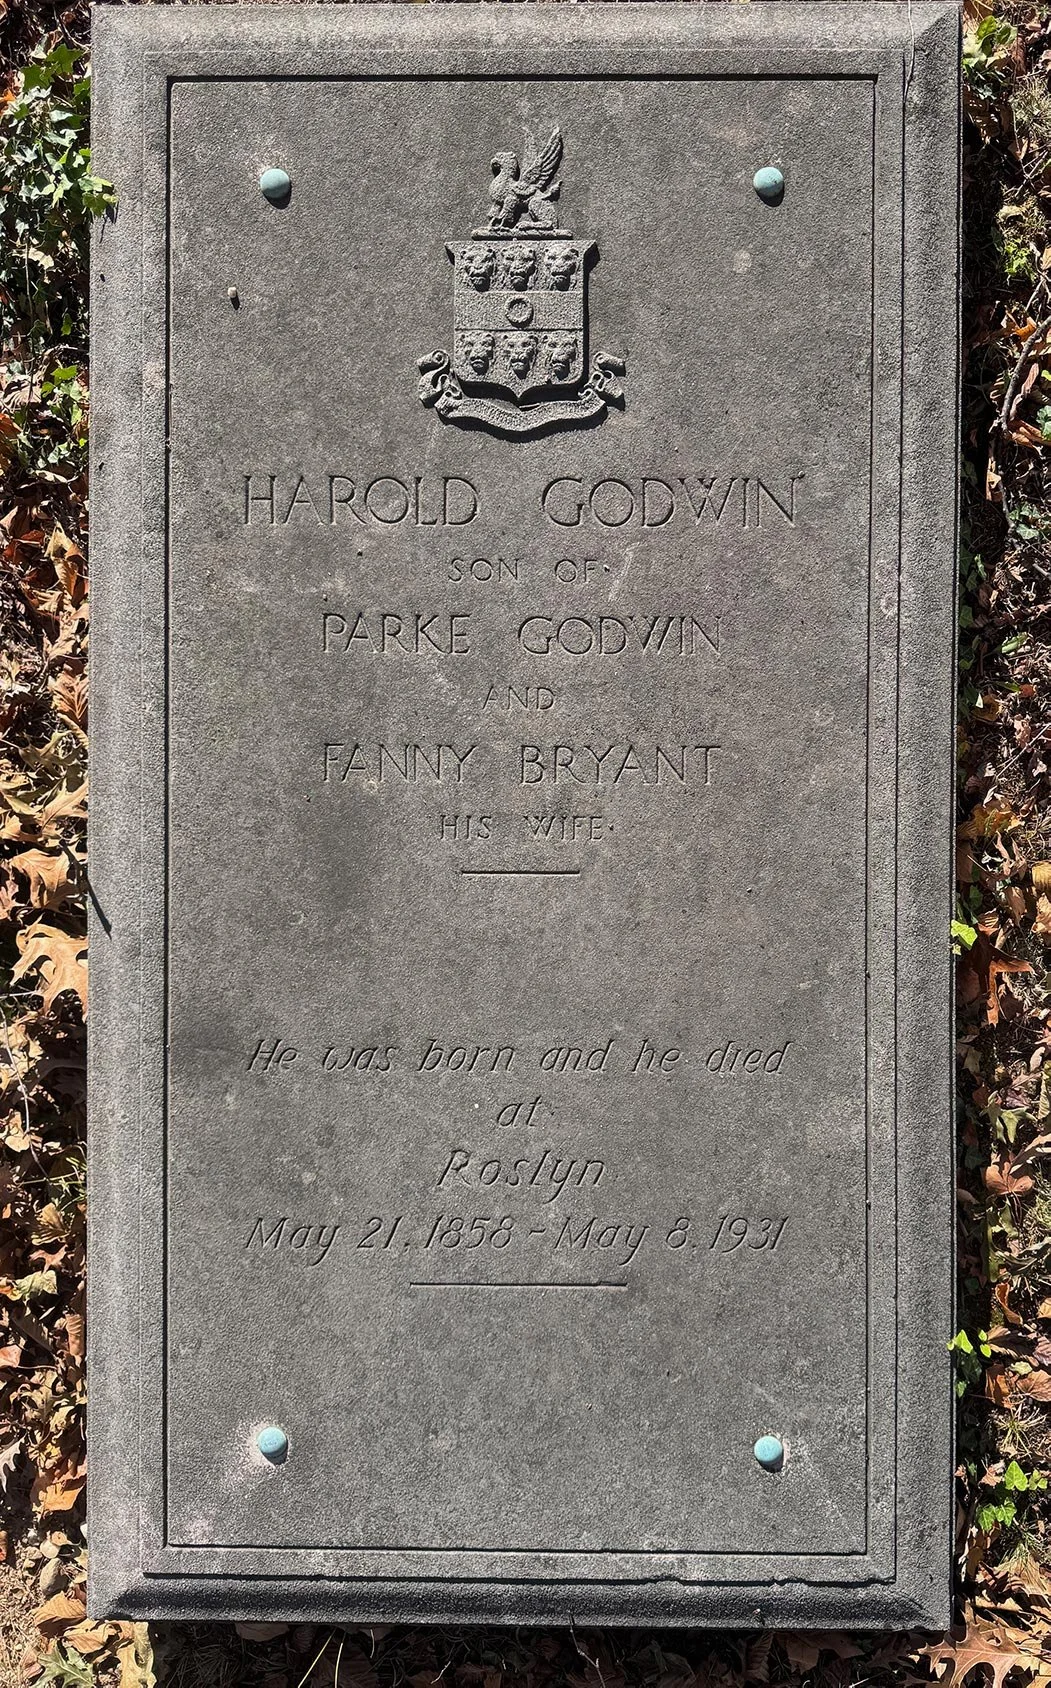 HAROLD GODWIN
SON OF
PARKE GODWIN
AND
FANNY BRYANT
HIS WIFE
He was born and he died
at
Roslyn
May 21, 1858 - May 8, 1931